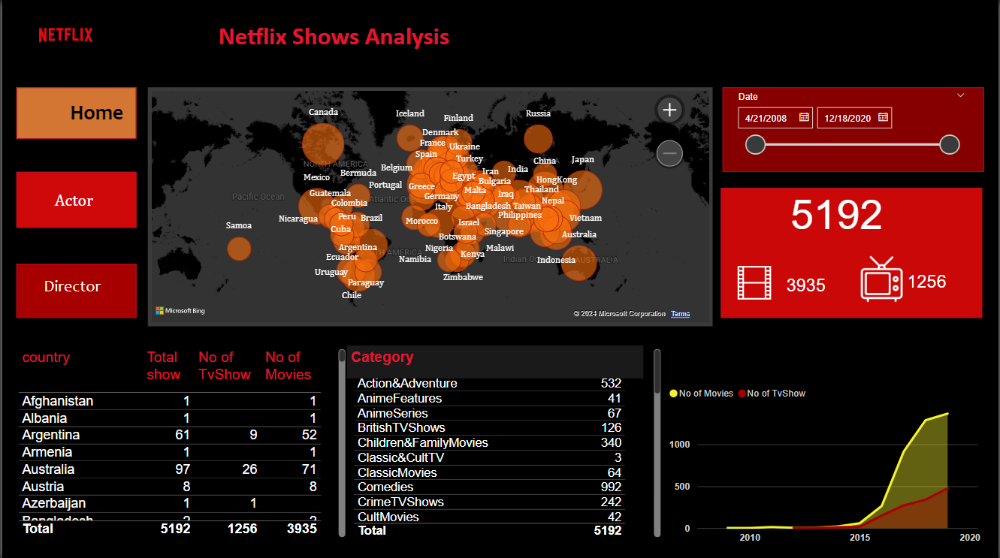 NETFLIX
Netflix Shows Analysis
Home
Actor
Director
Canada
Iceland
Finland
Russia
Denmark
France
Ukraine
Spain
Turkey
China
Japan
NORTH AMERICA
Belgium
Iran
India
Mexico
Bermuda
Egypt
Bulgaria
HongKong
Portugal
Greece
Malta
Iraq
Thailand
Guatemala
Pacific Ocean
Germany
Atlantic Oc
Colombia
Italy
Bangladesh
Taiwan
Nepal
Nicaragua
Peru
Brazil
Morocco
Israel
Philippines
Vietnam
Samoa
Cuba
Singapore
Australia
Botswana
Argentina
Nigeria
Malawi
AMERICA
Ecuador
Namibia
Kenya
Indian Oc
Indonesia
AUSTRALIA
Uruguay
Zimbabwe
Paraguay
Chile
Microsoft Bing
© 2024 Microsoft Corporation Terms
Date
4/21/2008 12/18/2020
5192
3935 1256
country Total show No of TvShow No of Movies
Afghanistan 1 1
Albania 1 1
Argentina 61 9 52
Armenia 1 1
Australia 97 26 71
Austria 8 8
Azerbaijan 1 1
Total 5192 1256 3935
Category
Action&Adventure 532
AnimeFeatures 41
AnimeSeries 67
BritishTVShows 126
Children&FamilyMovies 340
Classic&CultTV 3
ClassicMovies 64
Comedies 992
CrimeTVShows 242
CultMovies 42
Total 5192
No of Movies No of TvShow
1000
500
0
2010 2015 2020